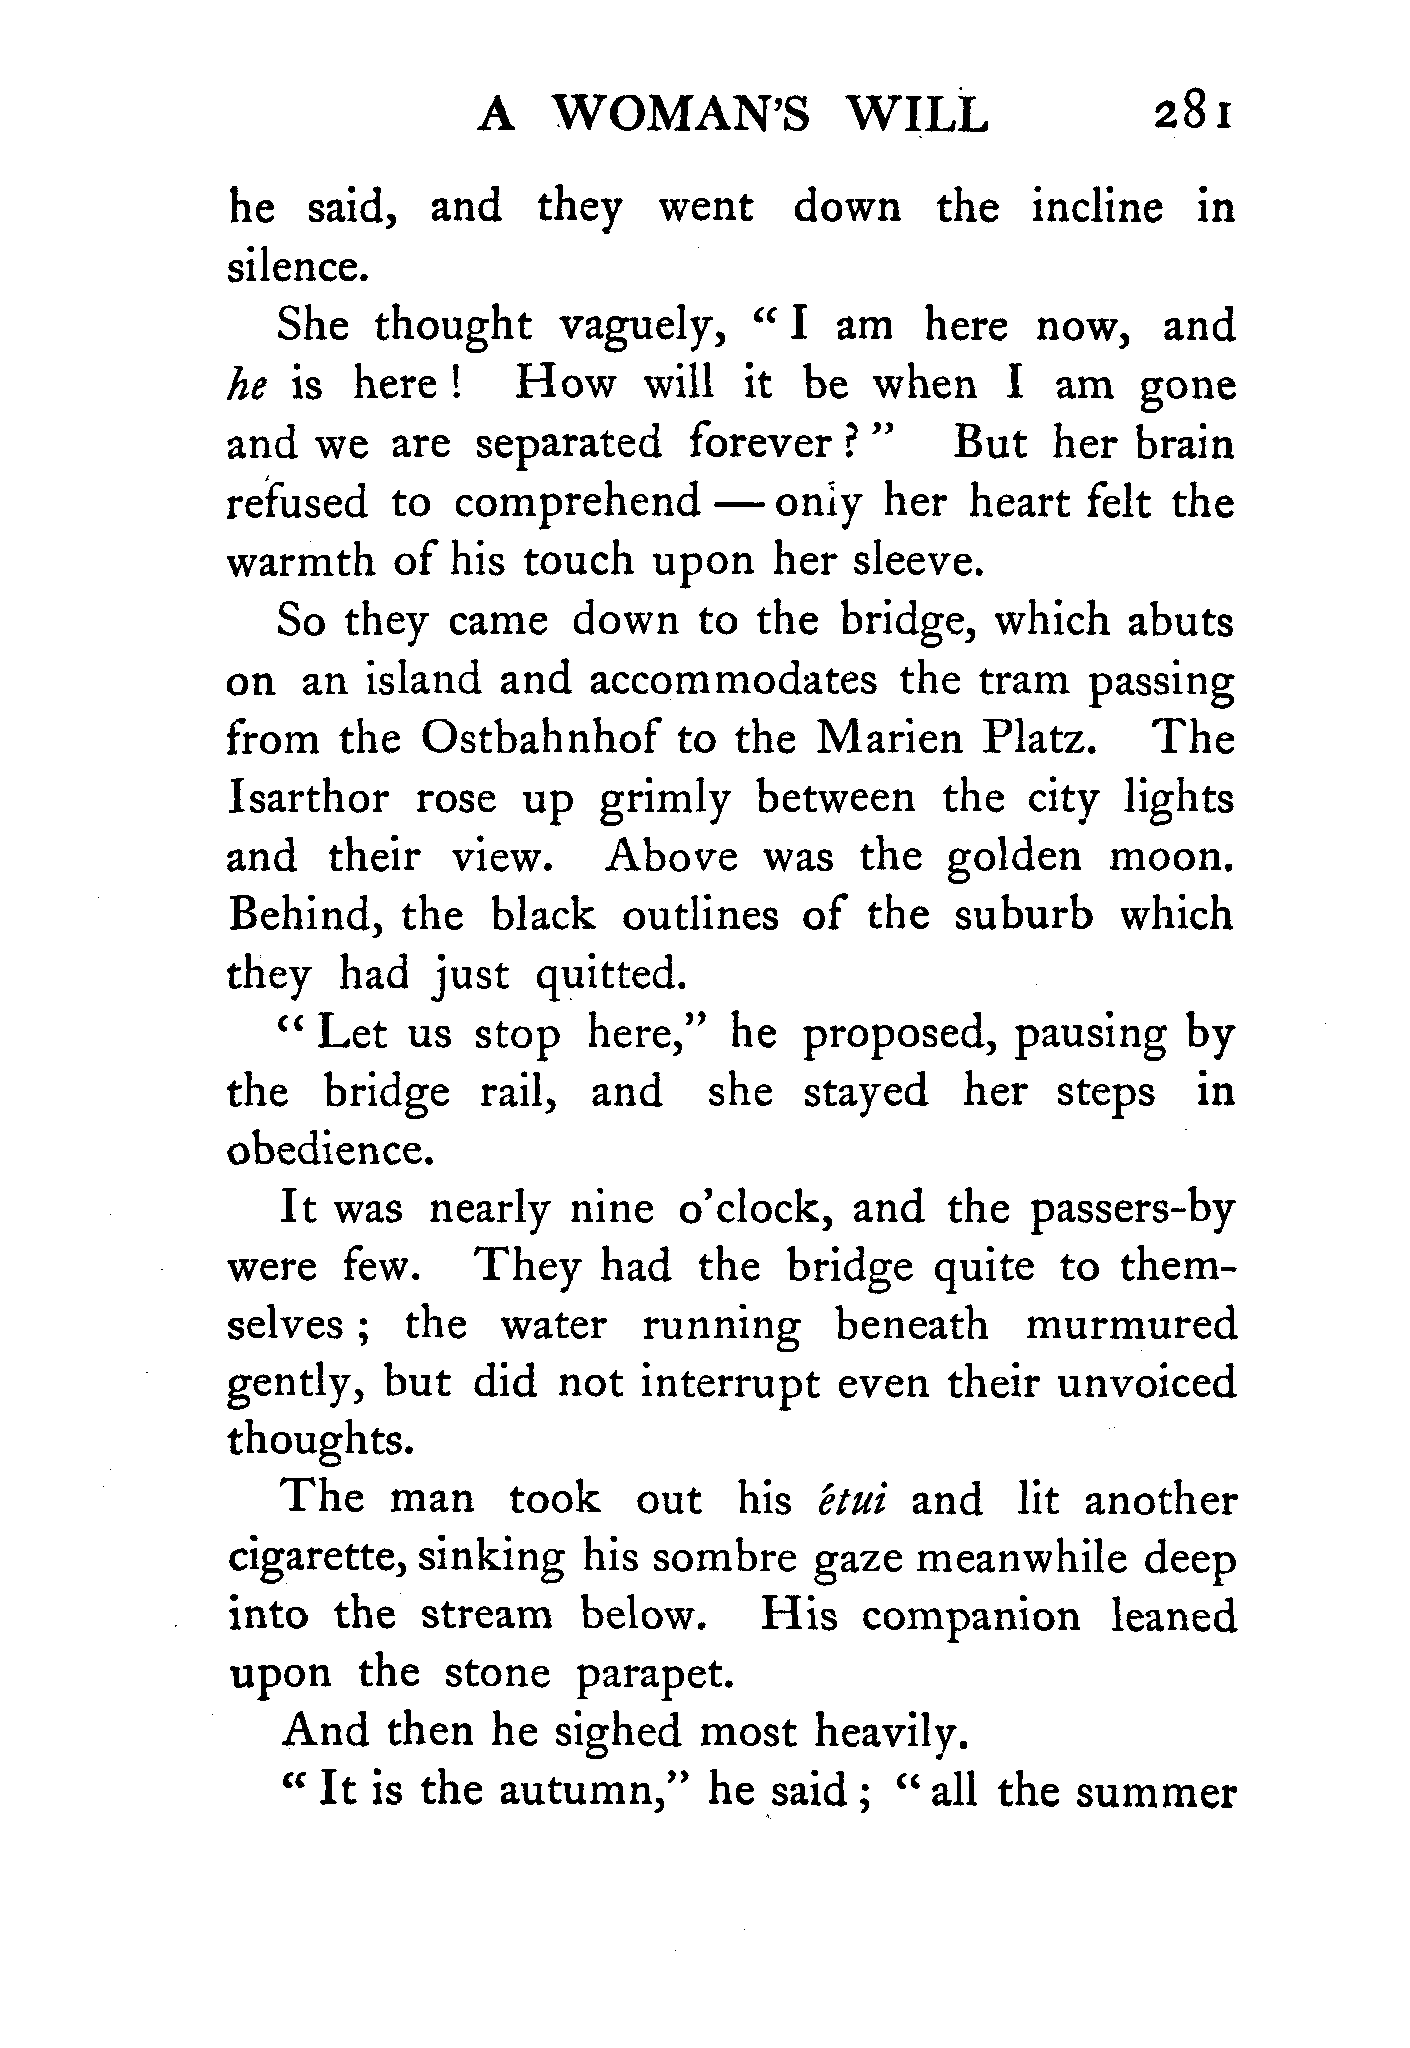 A WOMAN'S WILL 281
he said, and they went down the incline in
silence.
She thought vaguely, “ I am here now, and
he is here ! How will it be when I am gone
and we are separated forever ? ” But her brain
refused to comprehend — only her heart felt the
warmth of his touch upon her sleeve.
So they came down to the bridge, which abuts
on an island and accommodates the tram passing
from the Ostbahnhof to the Marien Platz. The
Isarthor rose up grimly between the city lights
and their view. Above was the golden moon.
Behind, the black outlines of the suburb which
they had just quitted.
“ Let us stop here,” he proposed, pausing by
the bridge rail, and she stayed her steps in
obedience.
It was nearly nine o’clock, and the passers-by
were few. They had the bridge quite to them-
selves ; the water running beneath murmured
gently, but did not interrupt even their unvoiced
thoughts.
The man took out his étui and lit another
cigarette, sinking his sombre gaze meanwhile deep
into the stream below. His companion leaned
upon the stone parapet.
And then he sighed most heavily.
“ It is the autumn,” he said ; “ all the summer